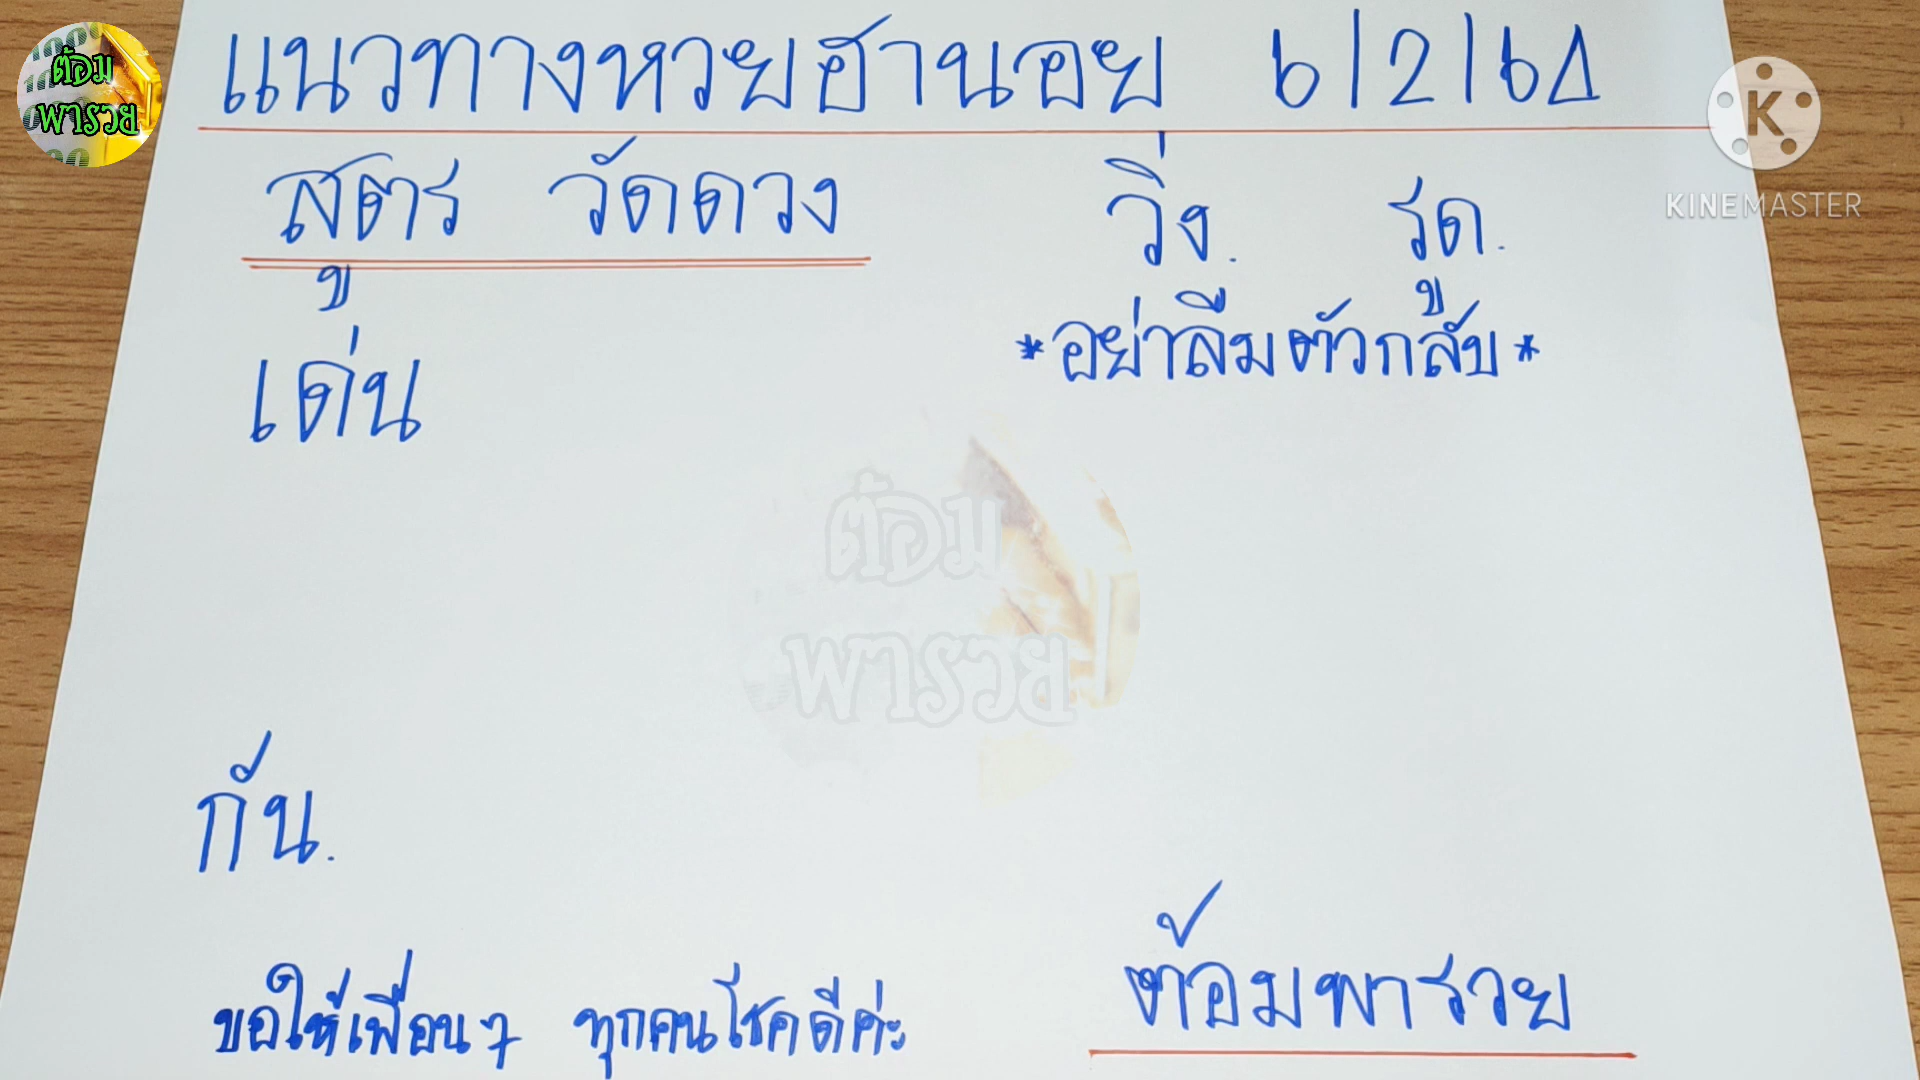 ต้อม
พารวย
แนวทางหวยฮานอย 6/2/64
KINEMASTER
สูตร วัดดวง
วิ่ง. รูด.
*อย่าลืมตัวกลับ*
เด่น
ต้อม
พารวย
กัน.
ขอให้เพื่อนๆ ทุกคนโชคดีค่ะ
ต้อมพารวย